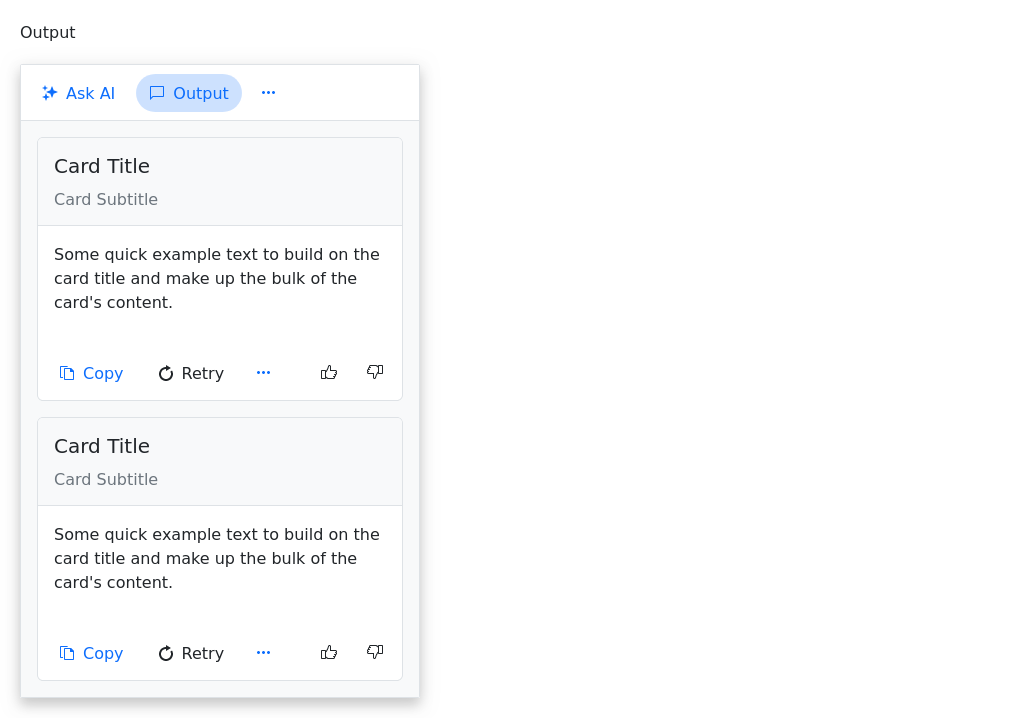 Output
Ask AI Output
Card Title
Card Subtitle
Some quick example text to build on the
card title and make up the bulk of the
card's content.
Copy Retry
Card Title
Card Subtitle
Some quick example text to build on the
card title and make up the bulk of the
card's content.
Copy Retry